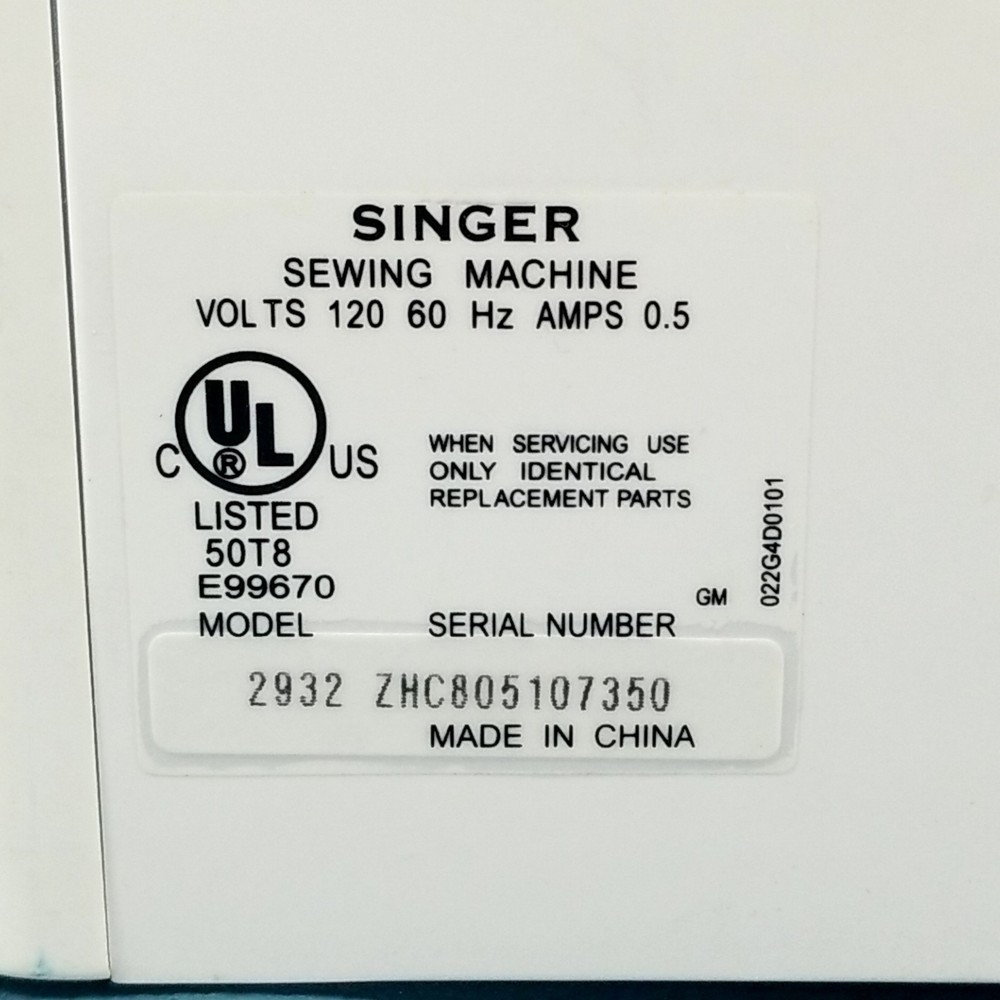 SINGER
SEWING MACHINE
VOLTS 120 60 Hz AMPS 0.5
UL
®
C US
LISTED
50T8
E99670
WHEN SERVICING USE
ONLY IDENTICAL
REPLACEMENT PARTS
022G4D0101
GM
MODEL SERIAL NUMBER
2932 ZHC805107350
MADE IN CHINA